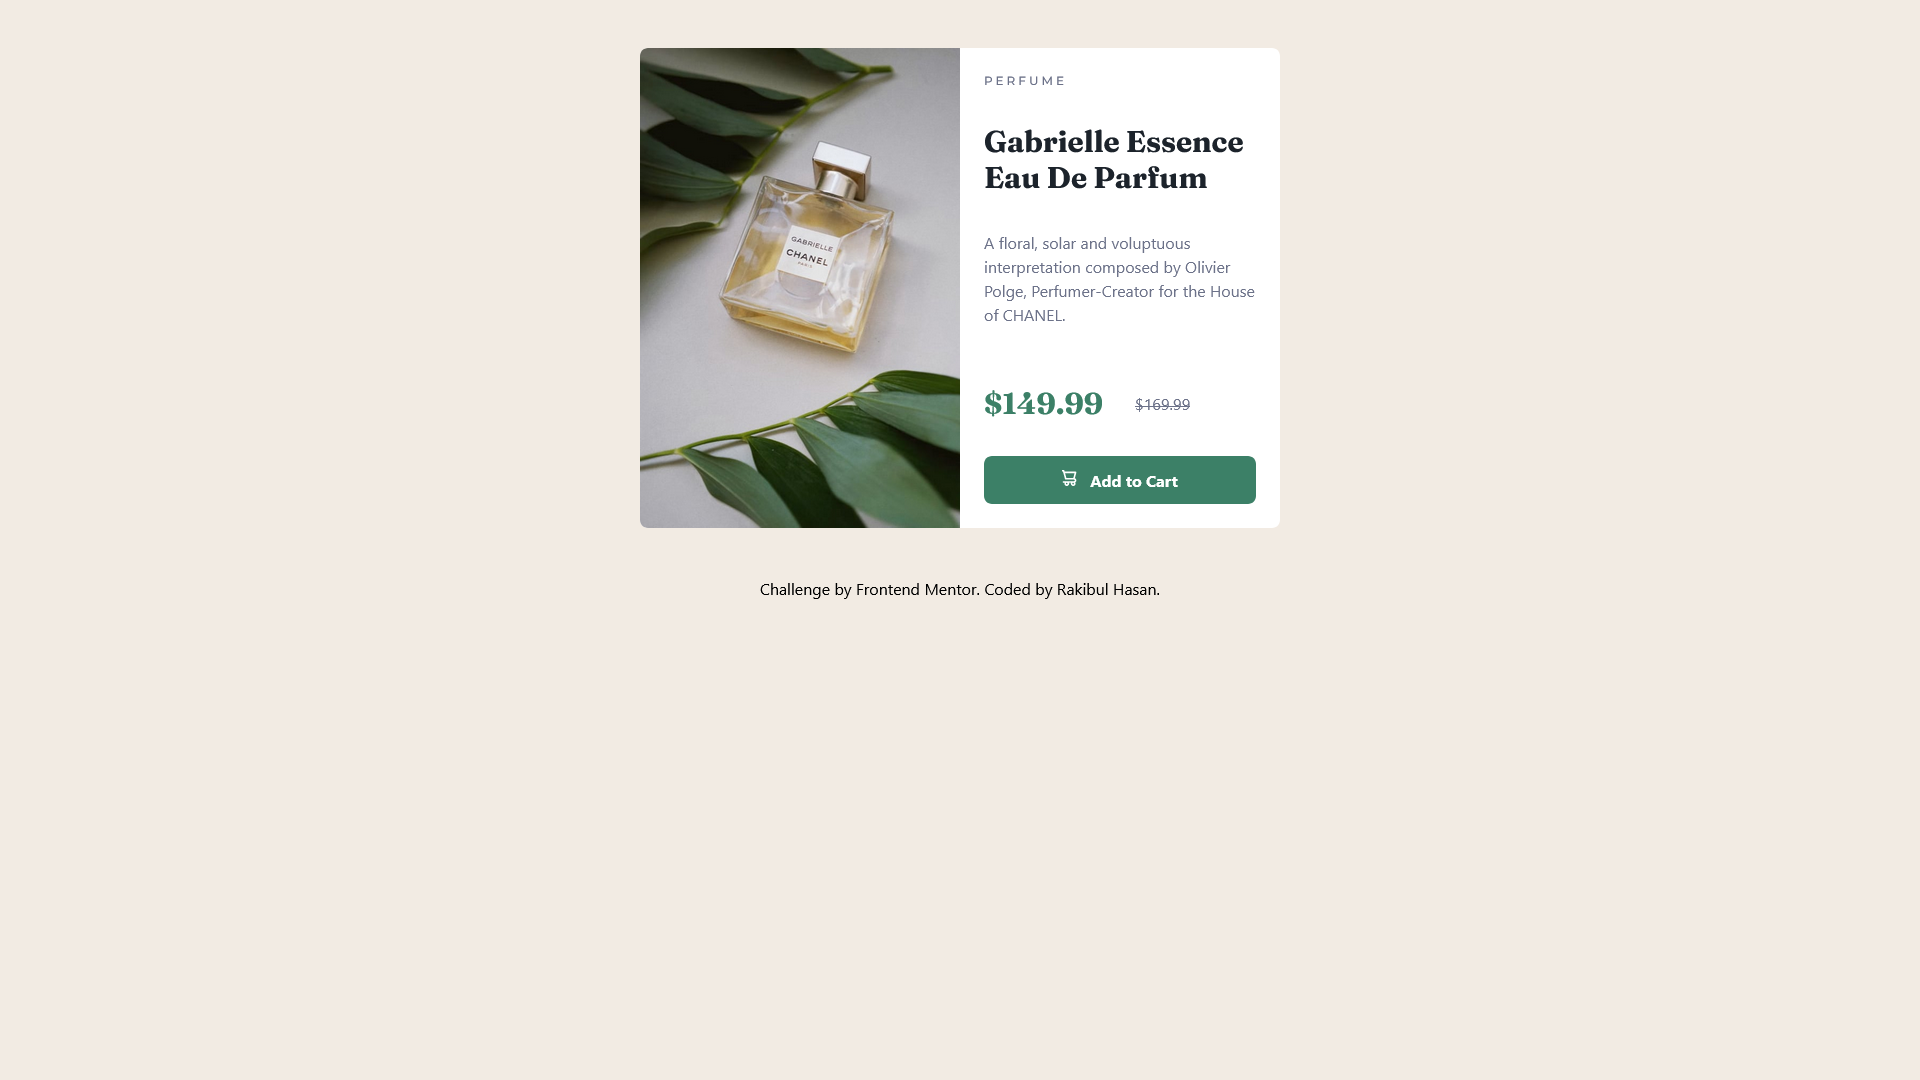 GABRIELLE
CHANEL
PARIS
PERFUME
Gabrielle Essence
Eau De Parfum
A floral, solar and voluptuous
interpretation composed by Olivier
Polge, Perfumer-Creator for the House
of CHANEL.
$149.99 $169.99
Add to Cart
Challenge by Frontend Mentor. Coded by Rakibul Hasan.